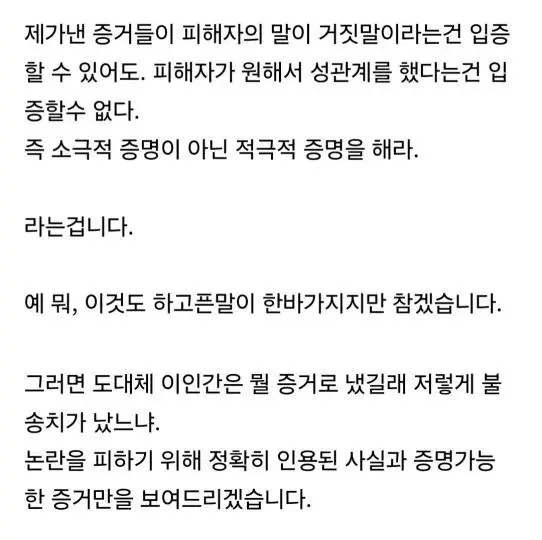 제가낸 증거들이 피해자의 말이 거짓말이라는건 입증
할 수 있어도. 피해자가 원해서 성관계를 했다는건 입
증할수 없다.
즉 소극적 증명이 아닌 적극적 증명을 해라.
라는겁니다.
예 뭐, 이것도 하고픈말이 한바가지지만 참겠습니다.
그러면 도대체 이인간은 뭘 증거로 냈길래 저렇게 불
송치가 났느냐.
논란을 피하기 위해 정확히 인용된 사실과 증명가능
한 증거만을 보여드리겠습니다.